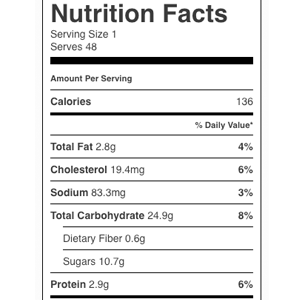 Nutrition Facts
Serving Size 1
Serves 48
Amount Per Serving
Calories 136
% Daily Value*
Total Fat 2.8g 4%
Cholesterol 19.4mg 6%
Sodium 83.3mg 3%
Total Carbohydrate 24.9g 8%
Dietary Fiber 0.6g
Sugars 10.7g
Protein 2.9g 6%